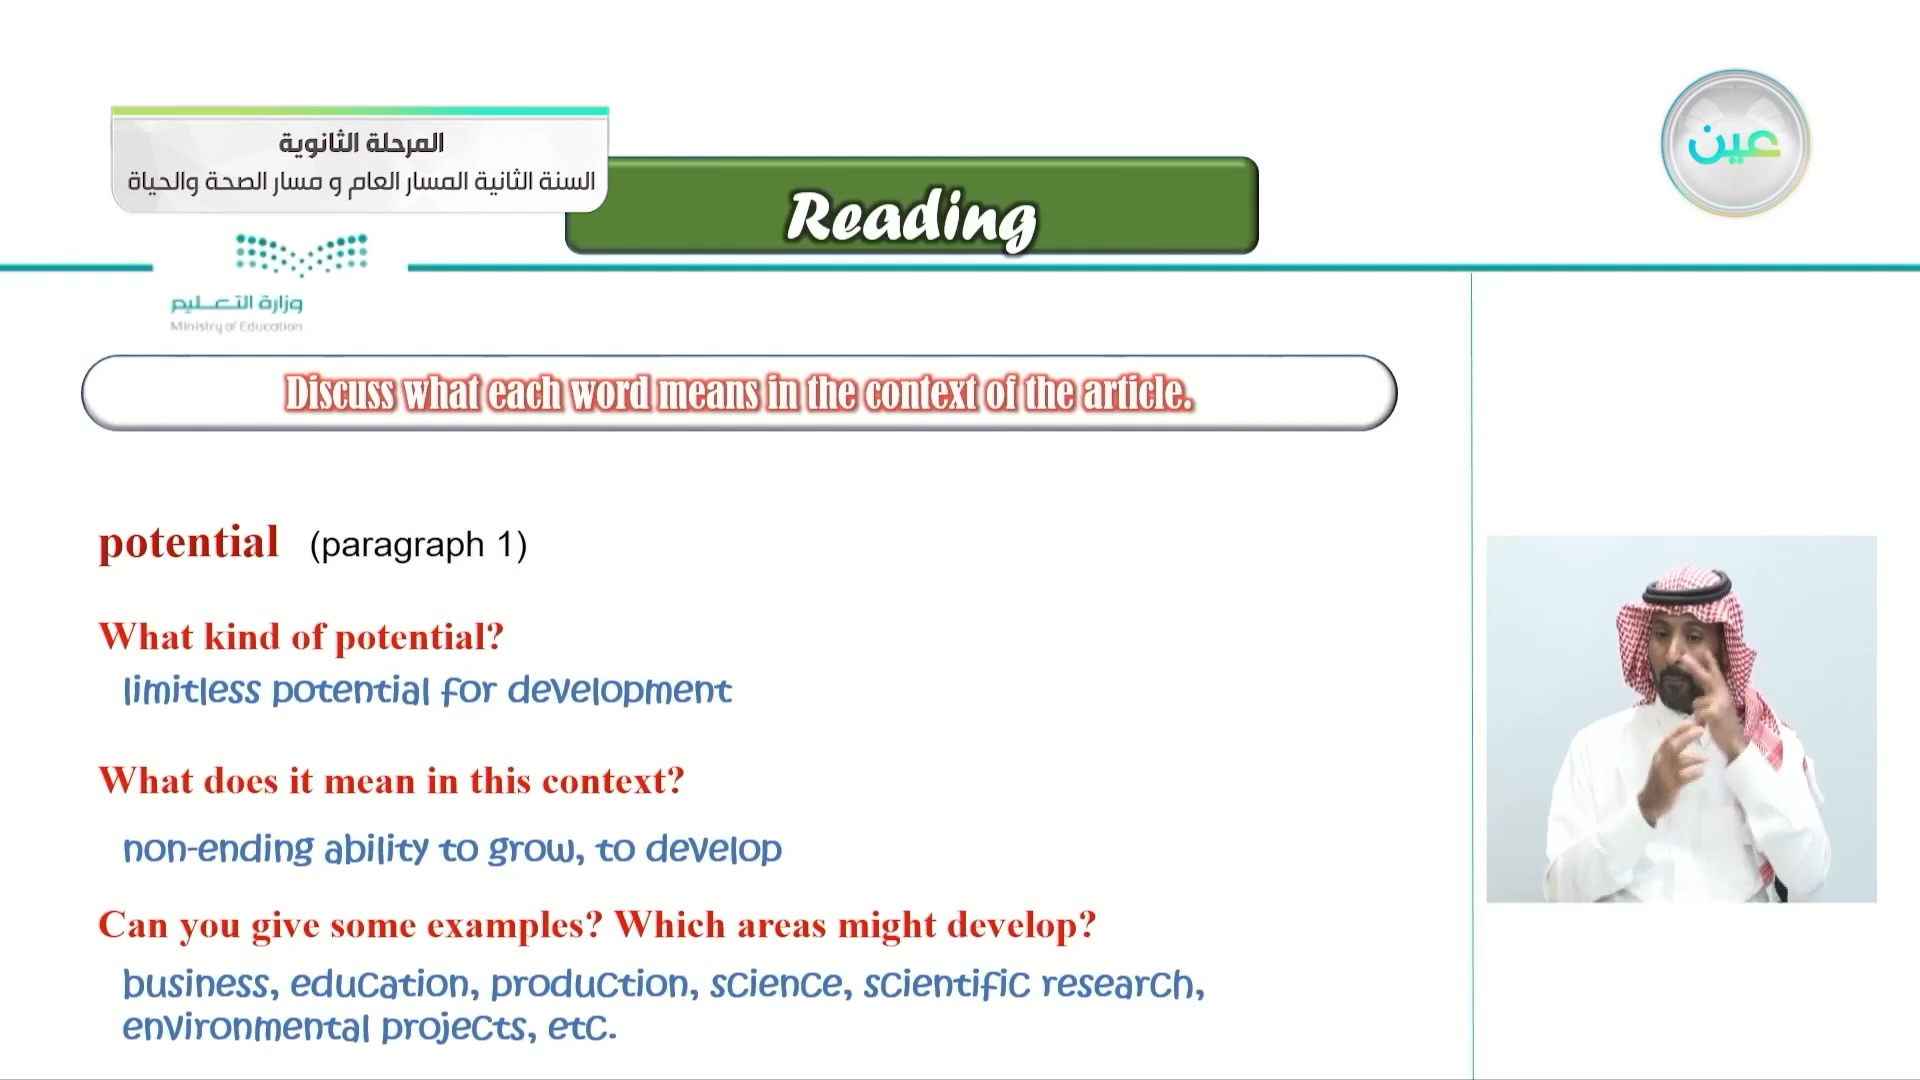 المرحلة الثانوية
السنة الثانية المسار العام و مسار الصحة والحياة
عين
Reading
وزارة التعليم
Ministry of Education
Discuss what each word means in the context of the article.
potential (paragraph 1)
What kind of potential?
limitless potential for development
What does it mean in this context?
non-ending ability to grow, to develop
Can you give some examples? Which areas might develop?
business, education, production, science, scientific research,
environmental projects, etc.